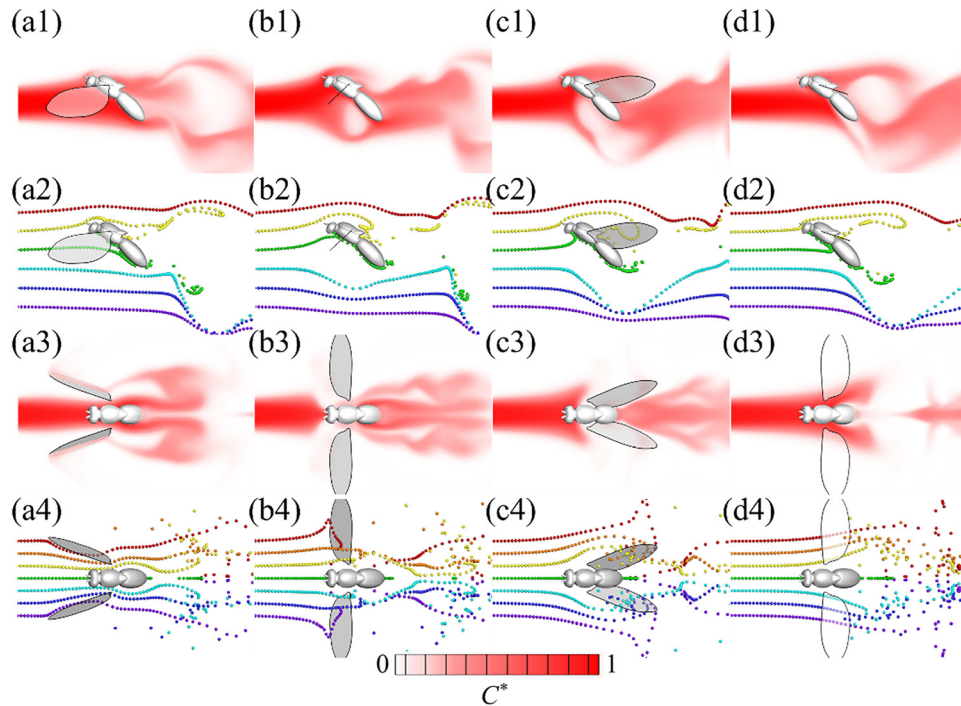 (a1) (b1) (c1) (d1)
(a2) (b2) (c2) (d2)
(a3) (b3) (c3) (d3)
(a4) (b4) (c4) (d4)
0 1
C*